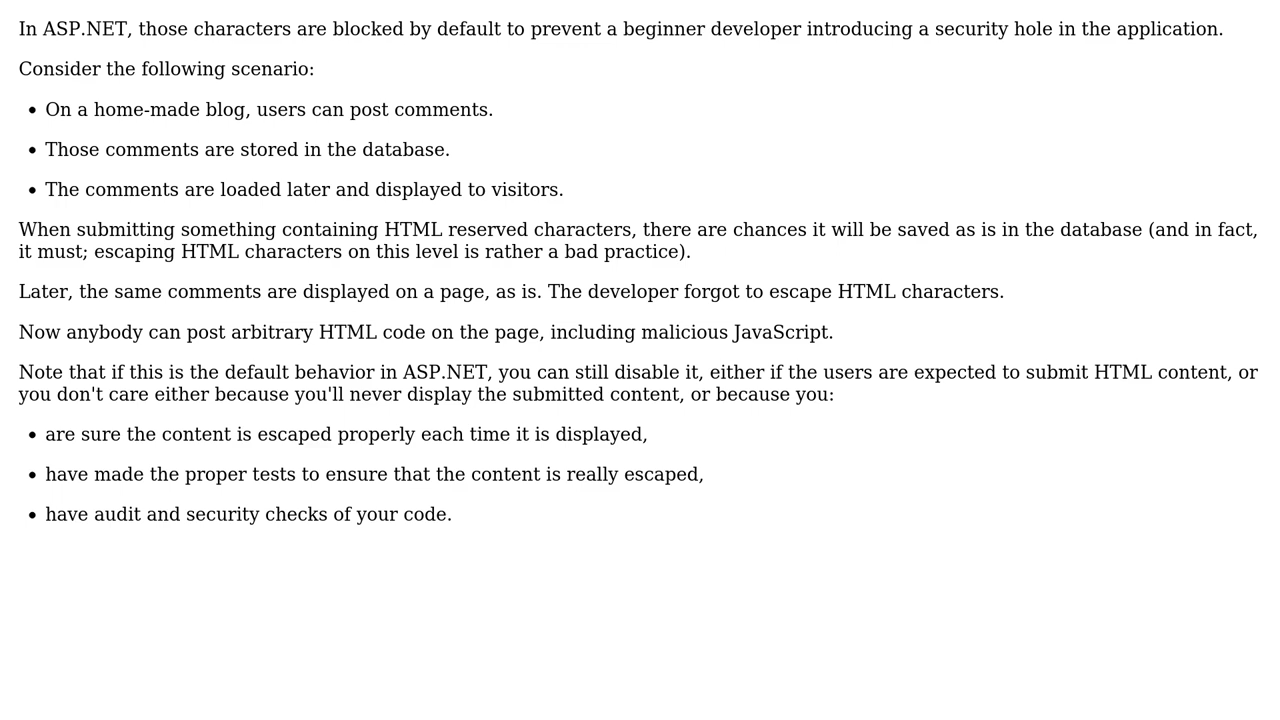 In ASP.NET, those characters are blocked by default to prevent a beginner developer introducing a security hole in the application.
Consider the following scenario:
• On a home-made blog, users can post comments.
• Those comments are stored in the database.
• The comments are loaded later and displayed to visitors.
When submitting something containing HTML reserved characters, there are chances it will be saved as is in the database (and in fact,
it must; escaping HTML characters on this level is rather a bad practice).
Later, the same comments are displayed on a page, as is. The developer forgot to escape HTML characters.
Now anybody can post arbitrary HTML code on the page, including malicious JavaScript.
Note that if this is the default behavior in ASP.NET, you can still disable it, either if the users are expected to submit HTML content, or
you don't care either because you'll never display the submitted content, or because you:
• are sure the content is escaped properly each time it is displayed,
• have made the proper tests to ensure that the content is really escaped,
• have audit and security checks of your code.